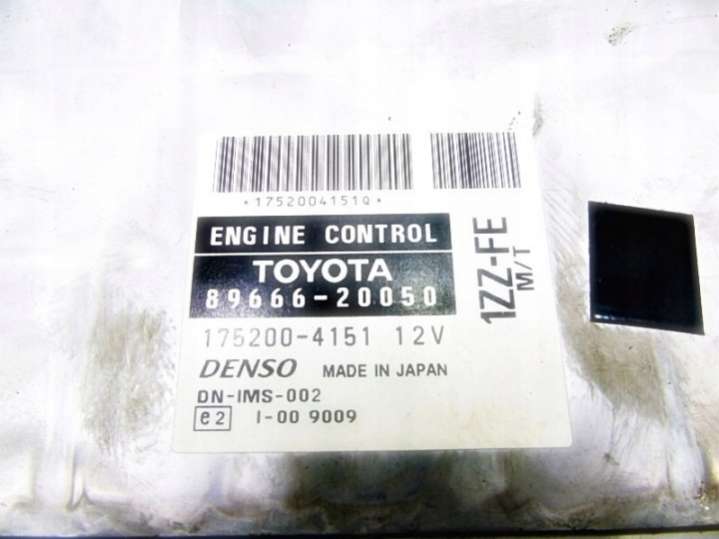 *1752004151Q*
ENGINE CONTROL
TOYOTA
89666-20050
175200-4151 12V
DENSO MADE IN JAPAN
DN-IMS-002
e2 I-00 9009
1ZZ-FE
M/T